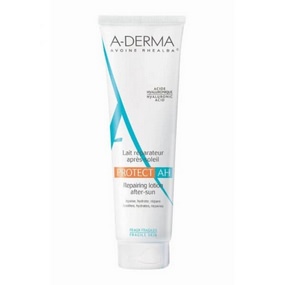 A-DERMA
AVOINE RHEALBA
ACIDE
HYALURONIQUE
HYALURONIC
ACID
Lait réparateur
après-soleil
PROTECT AH
Repairing lotion
after-sun